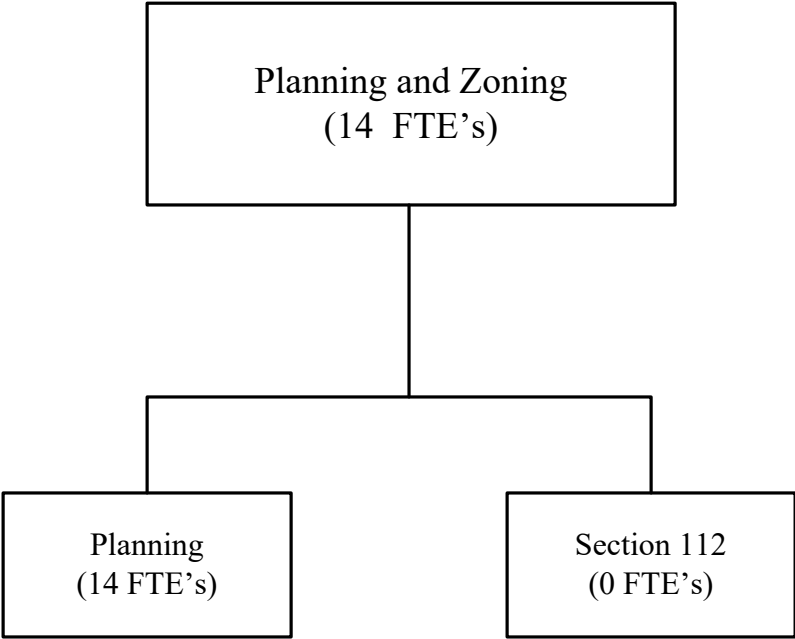 Planning and Zoning
(14  FTE’s)
Planning
(14 FTE’s)
Section 112
(0 FTE’s)